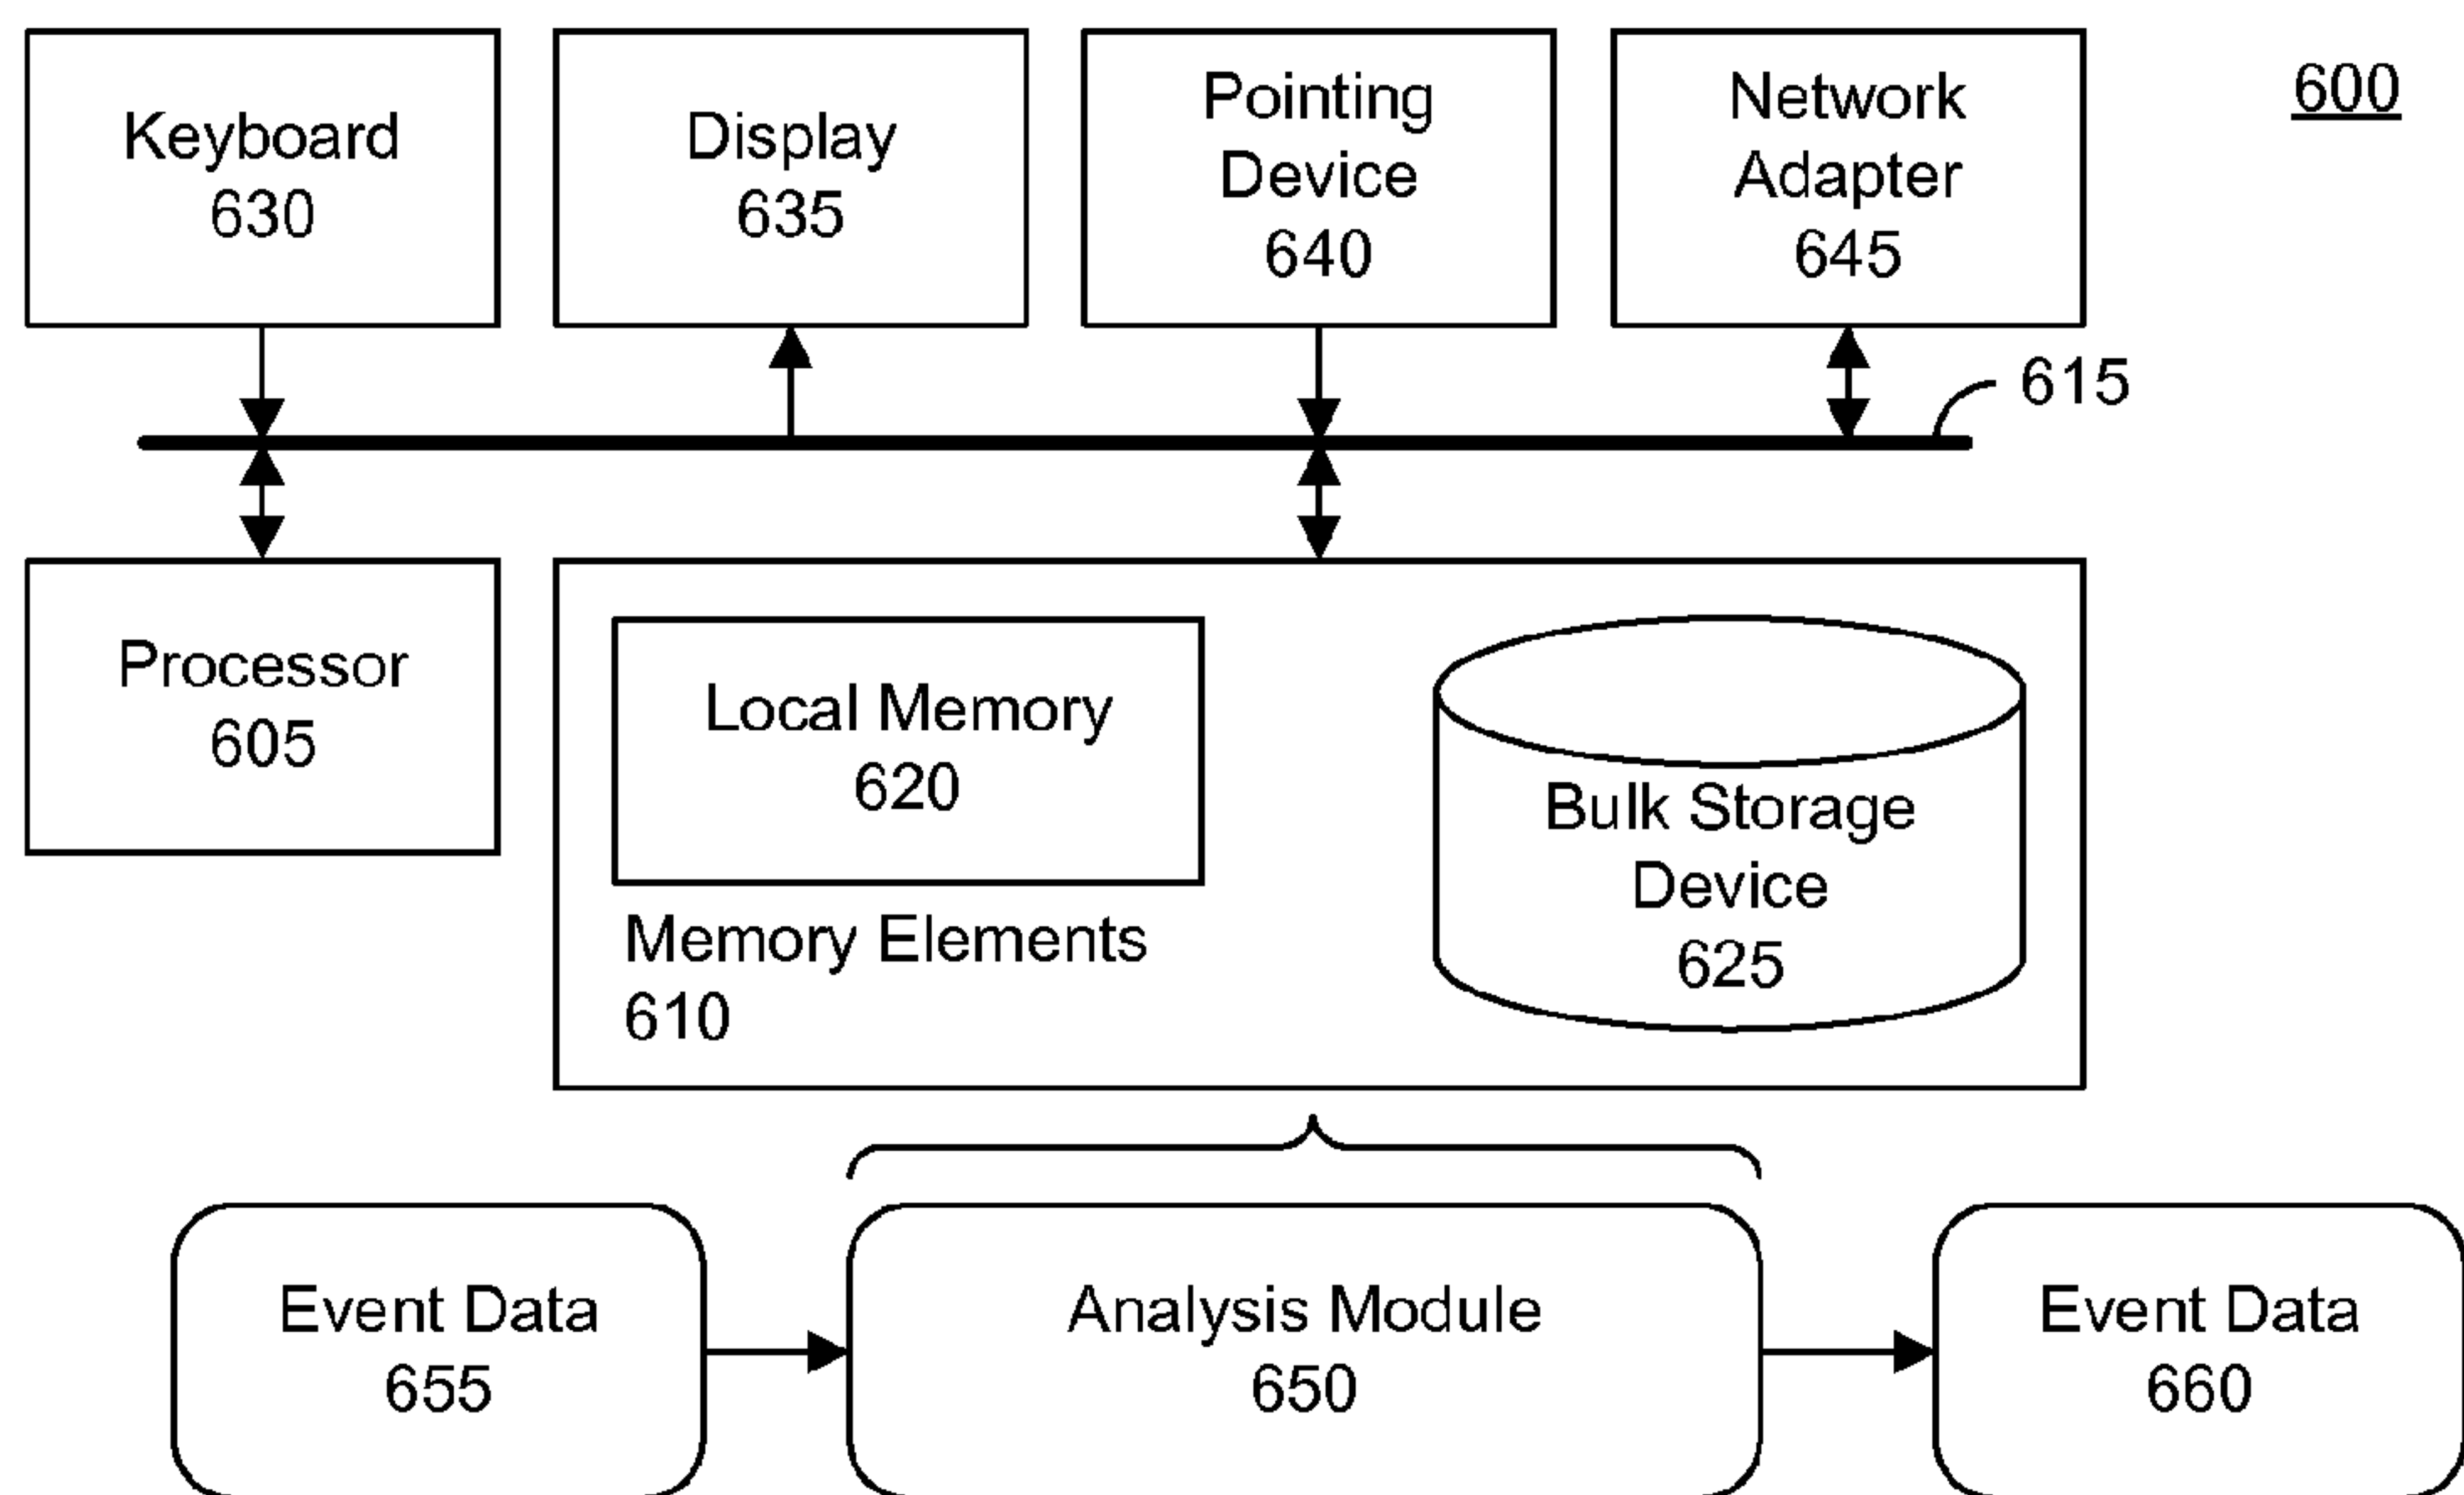 Keyboard
630
Display
635
Pointing
Device
640
Network
Adapter
645
600
615
Processor
605
Local Memory
620
Memory Elements
610
Bulk Storage
Device
625
Event Data
655
Analysis Module
650
Event Data
660